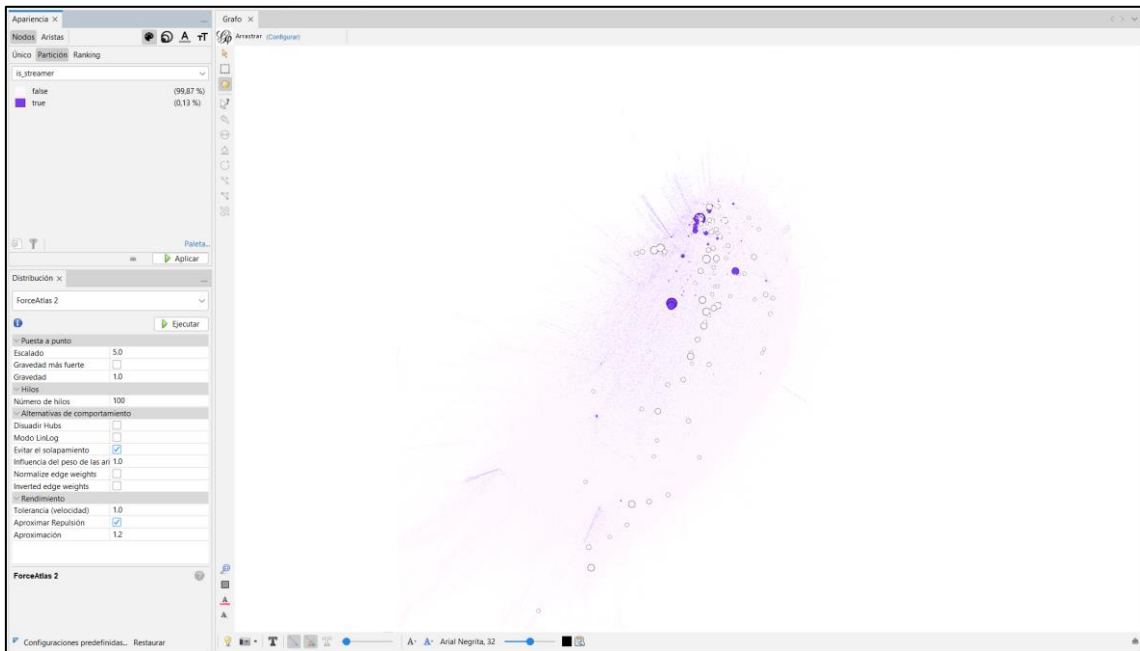 Apariencia ×
Nodos Aristas
Único Partición Ranking
is_streamer
false (99,87 %)
true (0,13 %)
Paleta...
Aplicar
Distribución ×
ForceAtlas 2
Ejecutar
Puesta a punto
Escalado 5.0
Gravedad más fuerte
Gravedad 1.0
Hilos
Número de hilos 100
Alternativas de comportamiento
Disuadir Hubs
Modo LinLog
Evitar el solapamiento
Influencia del peso de las ari 1.0
Normalize edge weights
Inverted edge weights
Rendimiento
Tolerancia (velocidad) 1.0
Aproximar Repulsión
Aproximación 1.2
ForceAtlas 2
Configuraciones predefinidas... Restaurar
Grafo ×
Arrastrar (Configurar)
A- A- Arial Negrita, 32